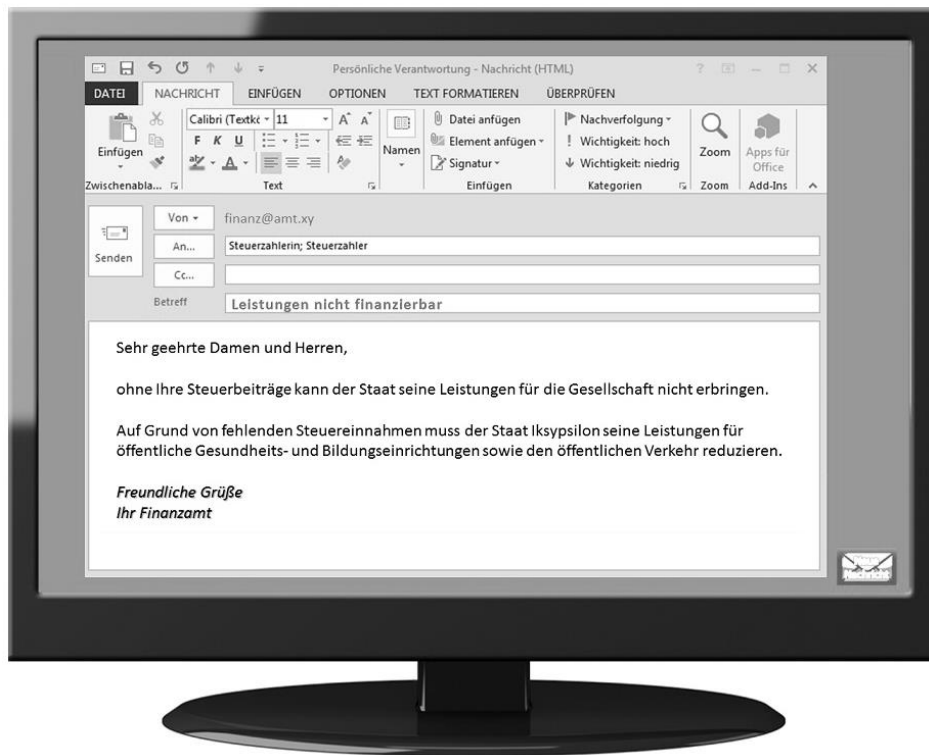 Persönliche Verantwortung - Nachricht (HTML)
?
DATEI NACHRICHT EINFÜGEN OPTIONEN TEXT FORMATIEREN ÜBERPRÜFEN
Einfügen
Zwischenabla...
Calibri (Textkö 11 A A
F K U
aby A
Text
Namen
Datei anfügen
Element anfügen
Signatur
Einfügen
Nachverfolgung
! Wichtigkeit: hoch
Wichtigkeit: niedrig
Kategorien
Zoom
Zoom
Apps für
Office
Add-Ins
Senden
Von finanz@amt.xy
An... Steuerzahlerin; Steuerzahler
Cc...
Betreff Leistungen nicht finanzierbar
Sehr geehrte Damen und Herren,
ohne Ihre Steuerbeiträge kann der Staat seine Leistungen für die Gesellschaft nicht erbringen.
Auf Grund von fehlenden Steuereinnahmen muss der Staat Iksypsilon seine Leistungen für
öffentliche Gesundheits- und Bildungseinrichtungen sowie den öffentlichen Verkehr reduzieren.
Freundliche Grüße
Ihr Finanzamt